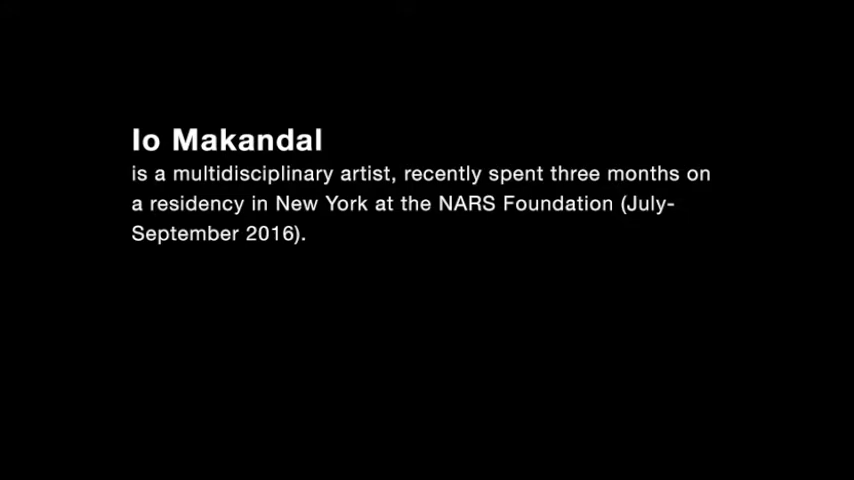 Io Makandal
is a multidisciplinary artist, recently spent three months on
a residency in New York at the NARS Foundation (July-
September 2016).